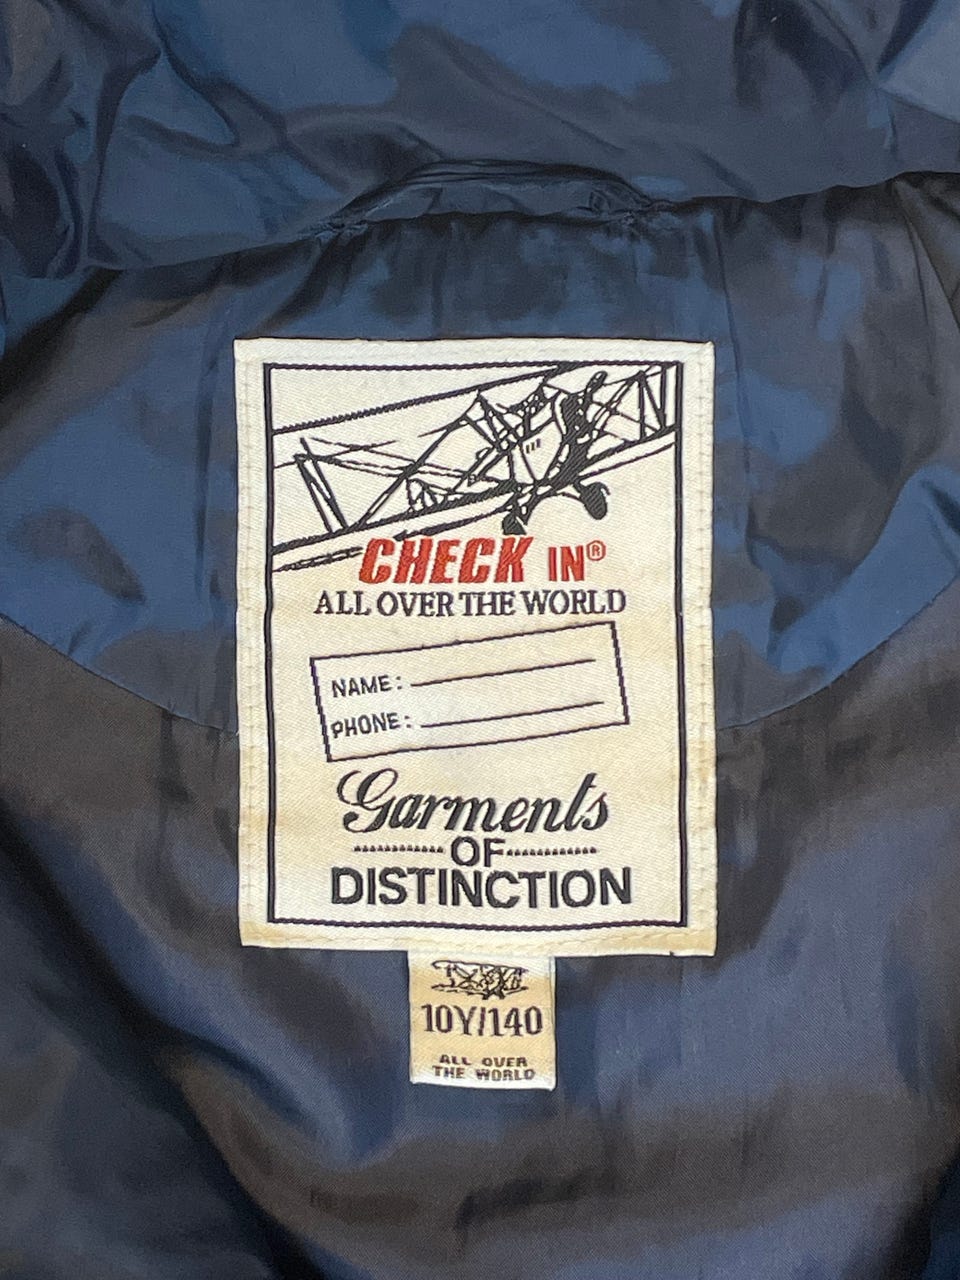 CHECK IN®
ALL OVER THE WORLD
NAME:
PHONE:
Garments
OF
DISTINCTION
10Y/140
ALL OVER
THE WORLD